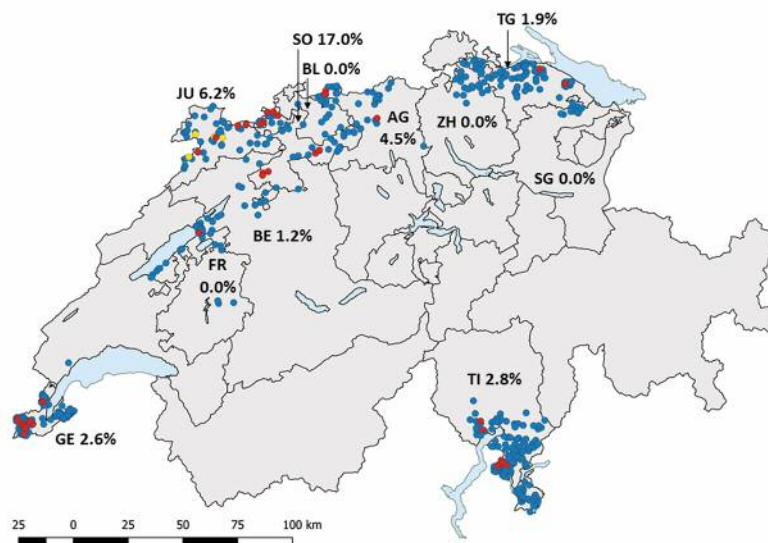 TG 1.9%
SO 17.0%
BL 0.0%
JU 6.2%
AG
4.5%
ZH 0.0%
SG 0.0%
BE 1.2%
FR
0.0%
TI 2.8%
GE 2.6%
25 0 25 50 75 100 km